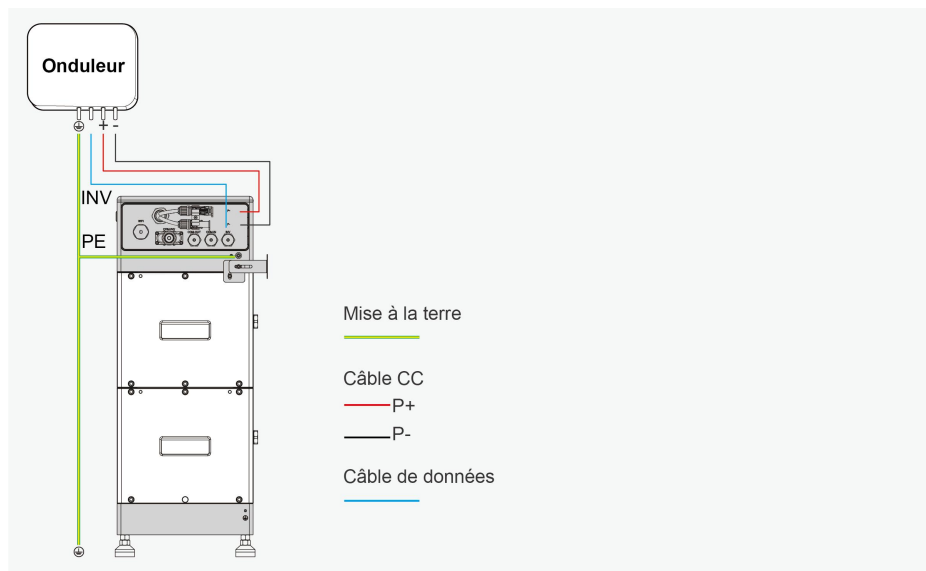 Onduleur
+ -
INV
PE
Mise à la terre
Câble CC
P+
P-
Câble de données